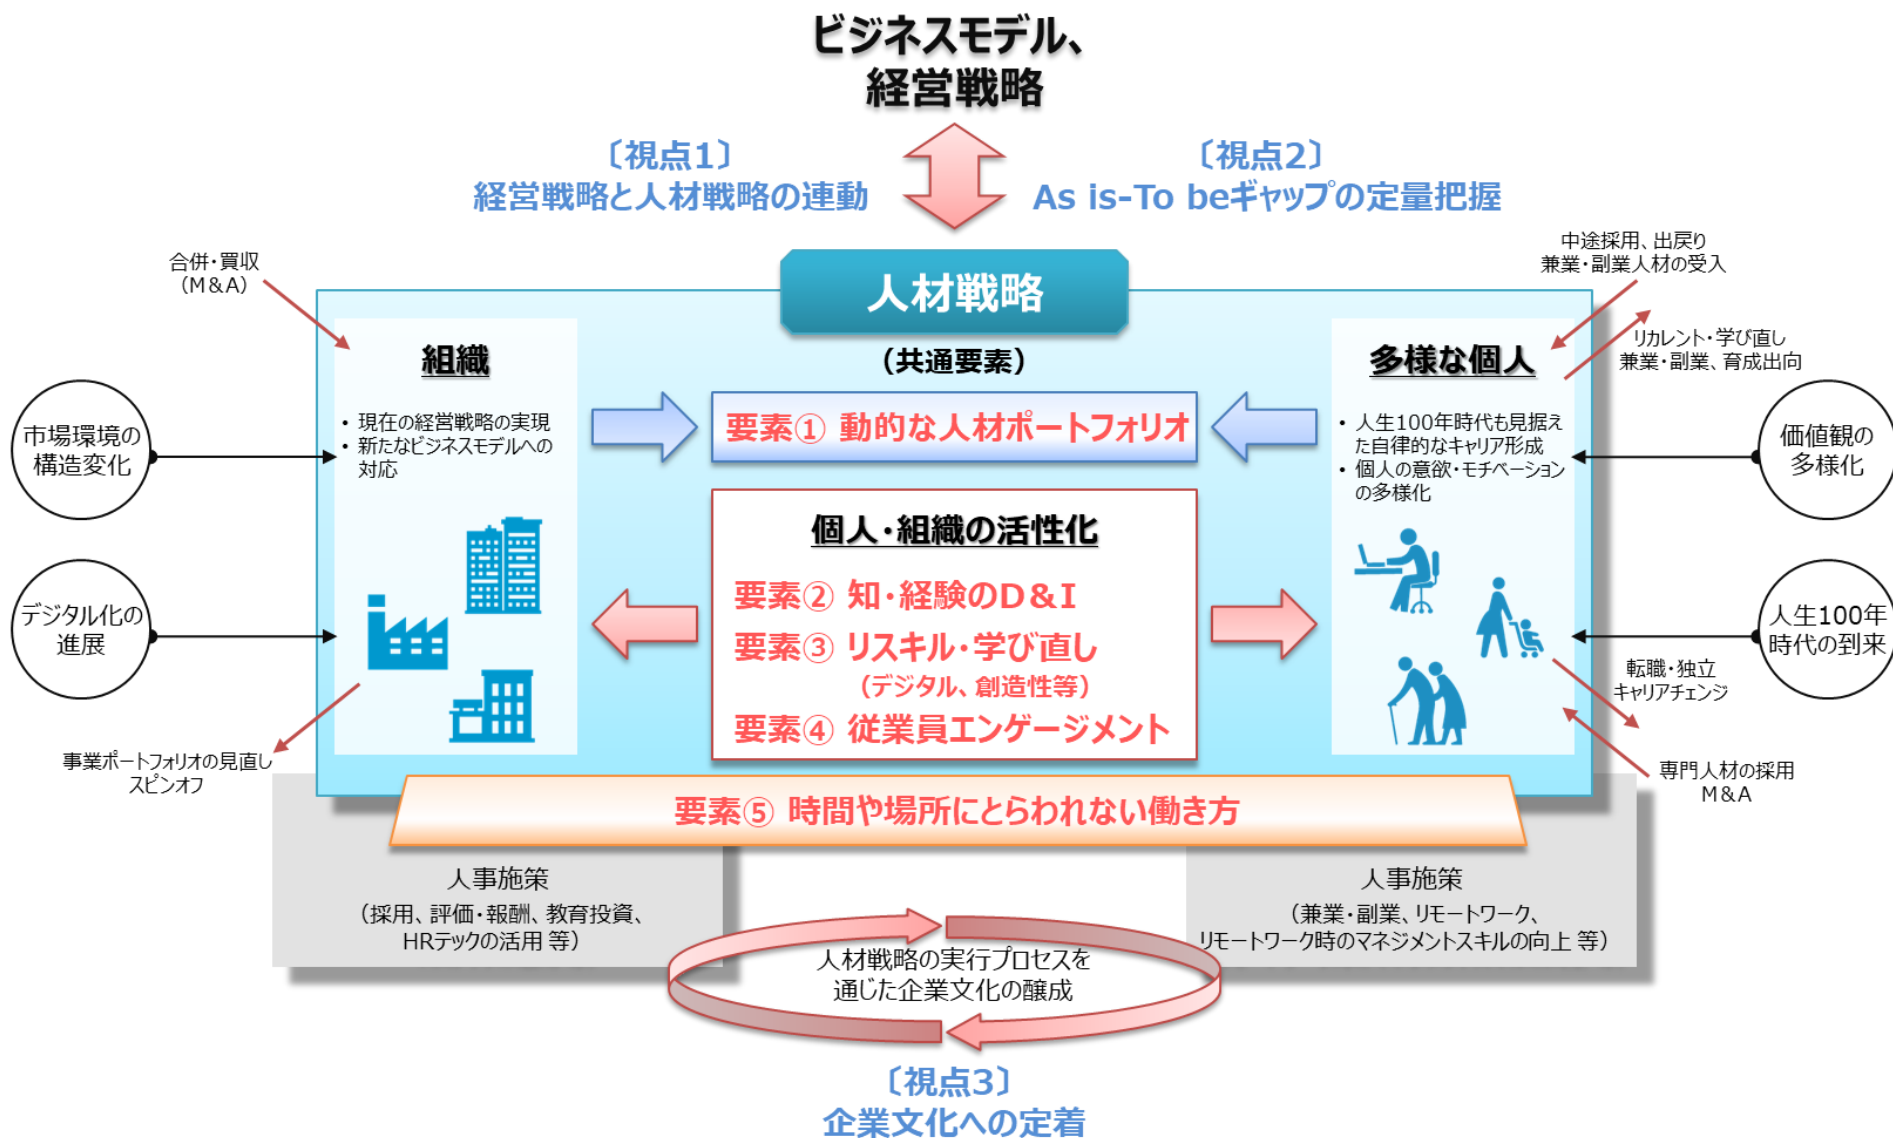 ビジネスモデル、
経営戦略
〔視点1〕
経営戦略と人材戦略の連動
〔視点2〕
As is-To beギャップの定量把握
合併・買収
（M&A）
中途採用、出戻り
兼業・副業人材の受入
リカレント・学び直し
兼業・副業、育成出向
人材戦略
（共通要素）
組織
• 現在の経営戦略の実現
• 新たなビジネスモデルへの
対応
多様な個人
• 人生100年時代も見据え
た自律的なキャリア形成
• 個人の意欲・モチベーション
の多様化
市場環境の
構造変化
デジタル化の
進展
価値観の
多様化
人生100年
時代の到来
要素① 動的な人材ポートフォリオ
個人・組織の活性化
要素② 知・経験のD&I
要素③ リスキル・学び直し
（デジタル、創造性等）
要素④ 従業員エンゲージメント
転職・独立
キャリアチェンジ
事業ポートフォリオの見直し
スピンオフ
専門人材の採用
M&A
要素⑤ 時間や場所にとらわれない働き方
人事施策
（採用、評価・報酬、教育投資、
HRテックの活用 等）
人事施策
（兼業・副業、リモートワーク、
リモートワーク時のマネジメントスキルの向上 等）
人材戦略の実行プロセスを
通じた企業文化の醸成
〔視点3〕
企業文化への定着